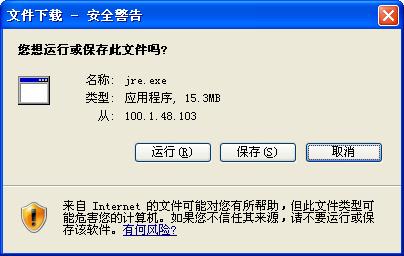 文件下载 - 安全警告
您想运行或保存此文件吗?
名称: jre.exe
类型: 应用程序, 15.3MB
从: 100.1.48.103
运行(R) 保存(S) 取消
来自 Internet 的文件可能对您有所帮助,但此文件类型可
能危害您的计算机。如果您不信任其来源,请不要运行或保
存该软件。有何风险?